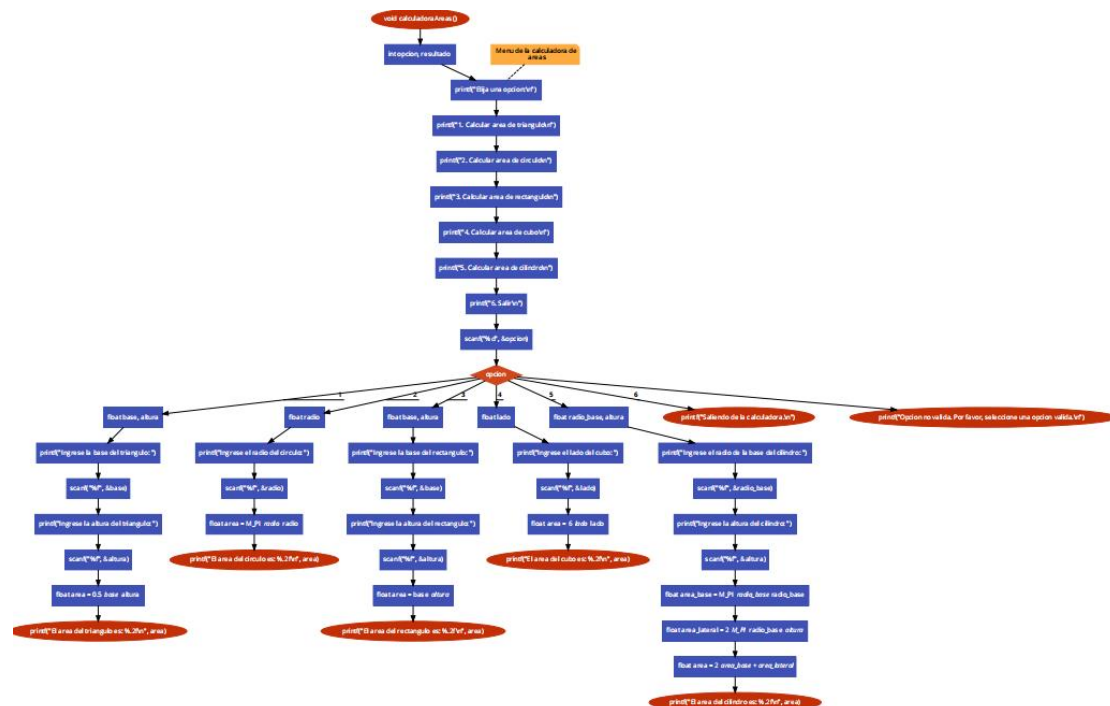 void calculadoraAreas()
int opcion, resultado
Menu de la calculadora de
areas
printf("Elija una opcion:\n")
printf("1. Calcular area de triangulo\n")
printf("2. Calcular area de circulo\n")
printf("3. Calcular area de rectangulo\n")
printf("4. Calcular area de cubo\n")
printf("5. Calcular area de cilindro\n")
printf("6. Salir\n")
scanf("%d", &opcion)
opcion
1
2
3
4
5
6
float base, altura
float radio
float base, altura
float lado
float radio_base, altura
printf("Saliendo de la calculadora.\n")
printf("Opcion no valida. Por favor, seleccione una opcion valida.\n")
printf("Ingrese la base del triangulo: ")
printf("Ingrese el radio del circulo: ")
printf("Ingrese la base del rectangulo: ")
printf("Ingrese el lado del cubo: ")
printf("Ingrese el radio de la base del cilindro: ")
scanf("%f", &base)
scanf("%f", &radio)
scanf("%f", &base)
scanf("%f", &lado)
scanf("%f", &radio_base)
printf("Ingrese la altura del triangulo: ")
float area = M_PI radio radio
printf("Ingrese la altura del rectangulo: ")
float area = 6 lado lado
printf("Ingrese la altura del cilindro: ")
scanf("%f", &altura)
printf("El area del circulo es: %.2f\n", area)
scanf("%f", &altura)
printf("El area del cubo es: %.2f\n", area)
scanf("%f", &altura)
float area = 0.5 base altura
float area = base altura
float area_base = M_PI radio_base radio_base
printf("El area del triangulo es: %.2f\n", area)
printf("El area del rectangulo es: %.2f\n", area)
float area_lateral = 2 M_PI radio_base altura
float area = 2 area_base + area_lateral
printf("El area del cilindro es: %.2f\n", area)